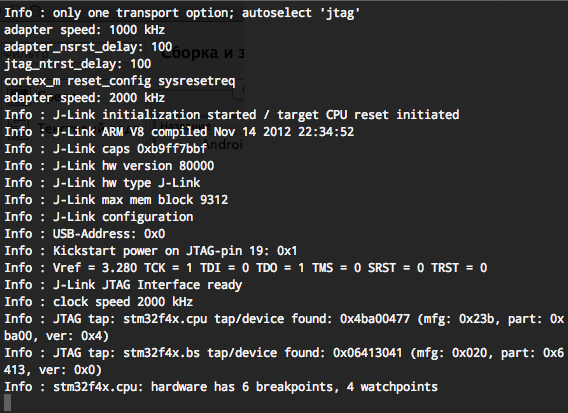 Info : only one transport option; autoselect 'jtag'
adapter speed: 1000 kHz
adapter_nsrst_delay: 100
jtag_ntrst_delay: 100
cortex_m reset_config sysresetreq
adapter speed: 2000 kHz
Info : J-Link initialization started / target CPU reset initiated
Info : J-Link ARM V8 compiled Nov 14 2012 22:34:52
Info : J-Link caps 0xb9ff7bbf
Info : J-Link hw version 80000
Info : J-Link hw type J-Link
Info : J-Link max mem block 9312
Info : J-Link configuration
Info : USB-Address: 0x0
Info : Kickstart power on JTAG-pin 19: 0x1
Info : Vref = 3.280 TCK = 1 TDI = 0 TDO = 1 TMS = 0 SRST = 0 TRST = 0
Info : J-Link JTAG Interface ready
Info : clock speed 2000 kHz
Info : JTAG tap: stm32f4x.cpu tap/device found: 0x4ba00477 (mfg: 0x23b, part: 0x
ba00, ver: 0x4)
Info : JTAG tap: stm32f4x.bs tap/device found: 0x06413041 (mfg: 0x020, part: 0x6
413, ver: 0x0)
Info : stm32f4x.cpu: hardware has 6 breakpoints, 4 watchpoints
Сборка и з
Android